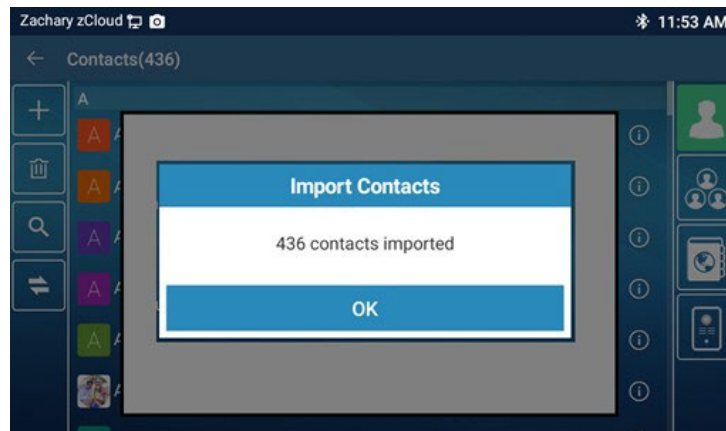 Zachary zCloud
11:53 AM
Contacts(436)
A
A
A
A
A
A
Import Contacts
436 contacts imported
OK